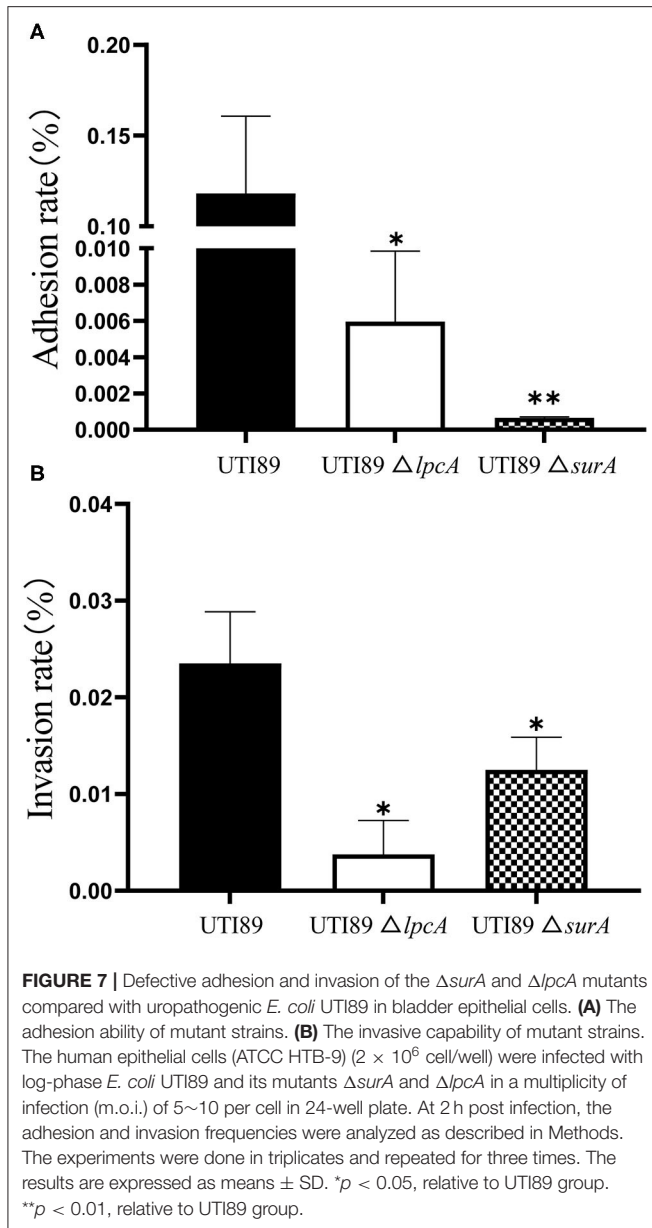 A
Adhesion rate (%)
0.20
0.15
0.10
0.010
0.008
0.006
0.004
0.002
0.000
*
**
UTI89
UTI89 △lpcA
UTI89 △surA
B
Invasion rate (%)
0.04
0.03
0.02
0.01
0.00
*
*
UTI89
UTI89 △lpcA
UTI89 △surA
FIGURE 7 | Defective adhesion and invasion of the ΔsurA and ΔlpcA mutants
compared with uropathogenic E. coli UTI89 in bladder epithelial cells. (A) The
adhesion ability of mutant strains. (B) The invasive capability of mutant strains.
The human epithelial cells (ATCC HTB-9) (2 × 10⁶ cell/well) were infected with
log-phase E. coli UTI89 and its mutants ΔsurA and ΔlpcA in a multiplicity of
infection (m.o.i.) of 5~10 per cell in 24-well plate. At 2 h post infection, the
adhesion and invasion frequencies were analyzed as described in Methods.
The experiments were done in triplicates and repeated for three times. The
results are expressed as means ± SD. *p < 0.05, relative to UTI89 group.
**p < 0.01, relative to UTI89 group.